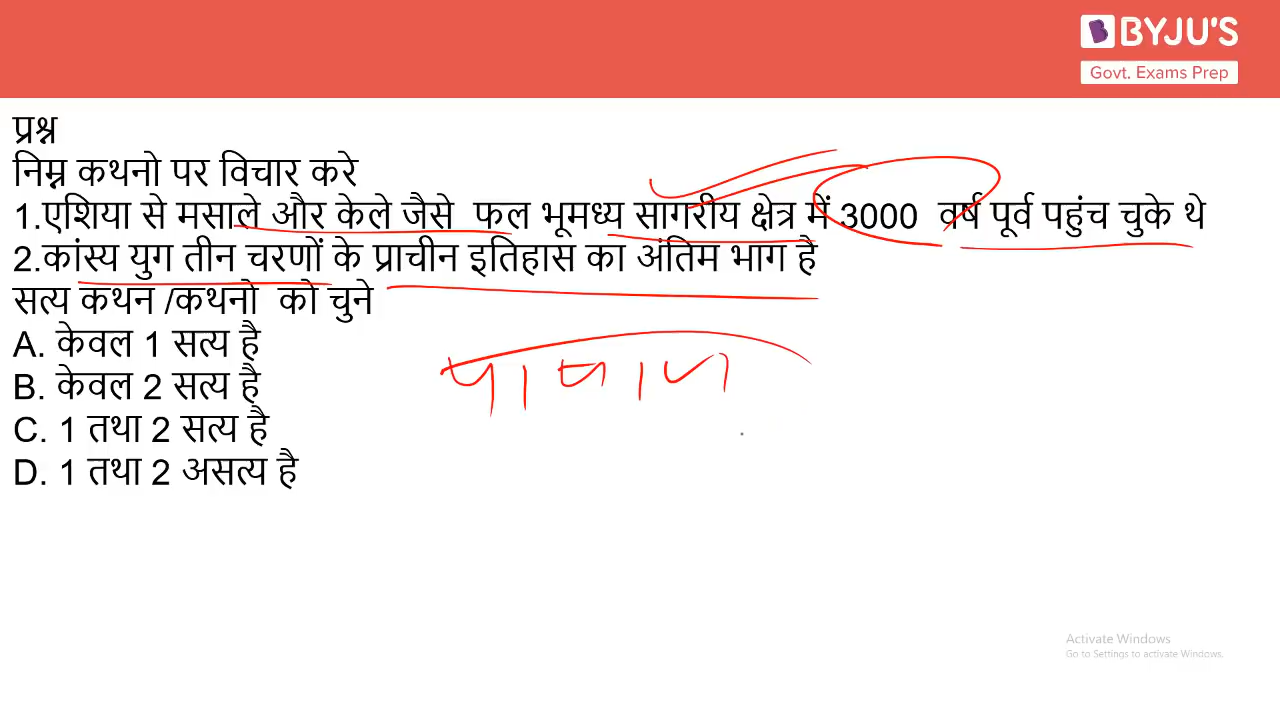 BYJU'S
Govt. Exams Prep
प्रश्न
निम्न कथनो पर विचार करे
1.एशिया से मसाले और केले जैसे फल भूमध्य सागरीय क्षेत्र में 3000 वर्ष पूर्व पहुंच चुके थे
2.कांस्य युग तीन चरणों के प्राचीन इतिहास का अंतिम भाग है
सत्य कथन /कथनो को चुने
A. केवल 1 सत्य है
पाषाण
B. केवल 2 सत्य है
C. 1 तथा 2 सत्य है
D. 1 तथा 2 असत्य है
Activate Windows
Go to Settings to activate Windows.